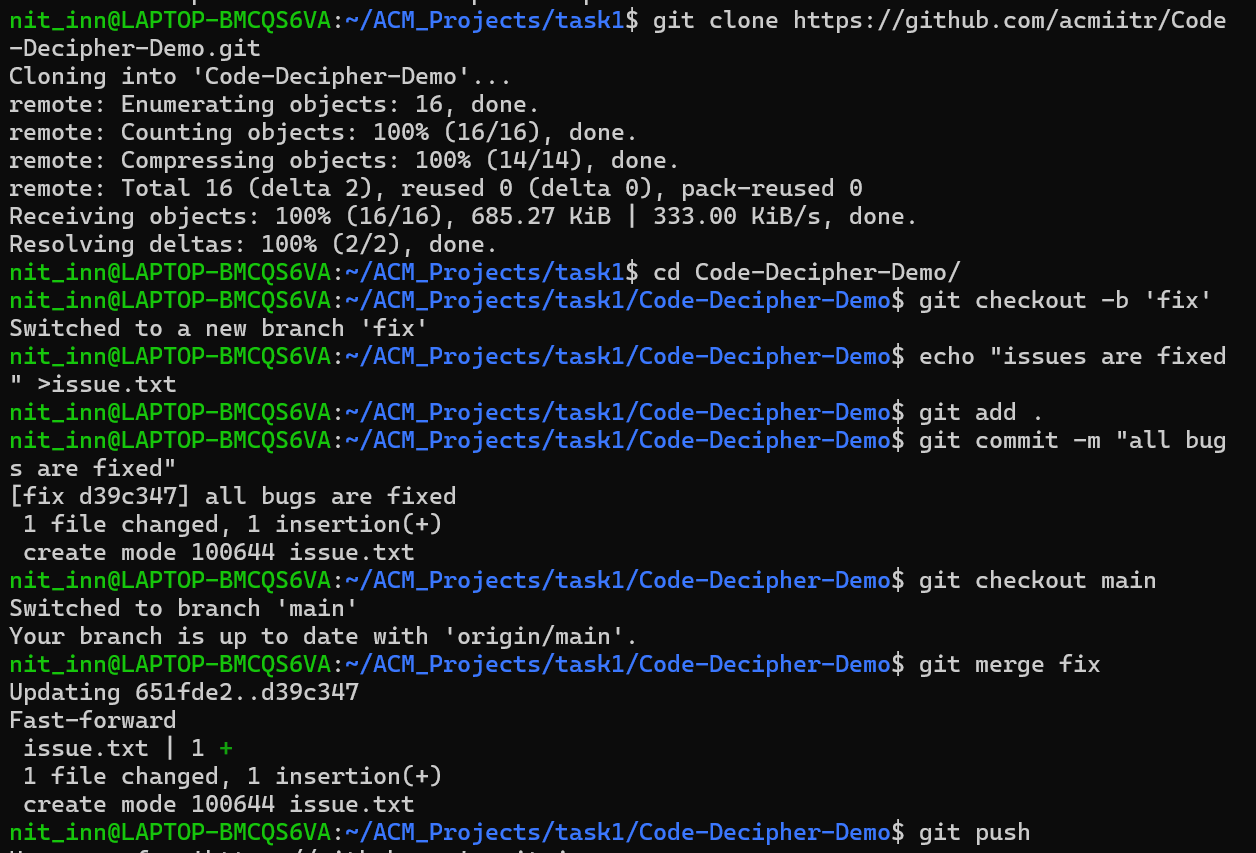 nit_inn@LAPTOP-BMCQS6VA:~/ACM_Projects/task1$ git clone https://github.com/acmiitr/Code
-Decipher-Demo.git
Cloning into 'Code-Decipher-Demo'...
remote: Enumerating objects: 16, done.
remote: Counting objects: 100% (16/16), done.
remote: Compressing objects: 100% (14/14), done.
remote: Total 16 (delta 2), reused 0 (delta 0), pack-reused 0
Receiving objects: 100% (16/16), 685.27 KiB | 333.00 KiB/s, done.
Resolving deltas: 100% (2/2), done.
nit_inn@LAPTOP-BMCQS6VA:~/ACM_Projects/task1$ cd Code-Decipher-Demo/
nit_inn@LAPTOP-BMCQS6VA:~/ACM_Projects/task1/Code-Decipher-Demo$ git checkout -b 'fix'
Switched to a new branch 'fix'
nit_inn@LAPTOP-BMCQS6VA:~/ACM_Projects/task1/Code-Decipher-Demo$ echo "issues are fixed
" >issue.txt
nit_inn@LAPTOP-BMCQS6VA:~/ACM_Projects/task1/Code-Decipher-Demo$ git add .
nit_inn@LAPTOP-BMCQS6VA:~/ACM_Projects/task1/Code-Decipher-Demo$ git commit -m "all bug
s are fixed"
[fix d39c347] all bugs are fixed
 1 file changed, 1 insertion(+)
 create mode 100644 issue.txt
nit_inn@LAPTOP-BMCQS6VA:~/ACM_Projects/task1/Code-Decipher-Demo$ git checkout main
Switched to branch 'main'
Your branch is up to date with 'origin/main'.
nit_inn@LAPTOP-BMCQS6VA:~/ACM_Projects/task1/Code-Decipher-Demo$ git merge fix
Updating 651fde2..d39c347
Fast-forward
 issue.txt | 1 +
 1 file changed, 1 insertion(+)
 create mode 100644 issue.txt
nit_inn@LAPTOP-BMCQS6VA:~/ACM_Projects/task1/Code-Decipher-Demo$ git push